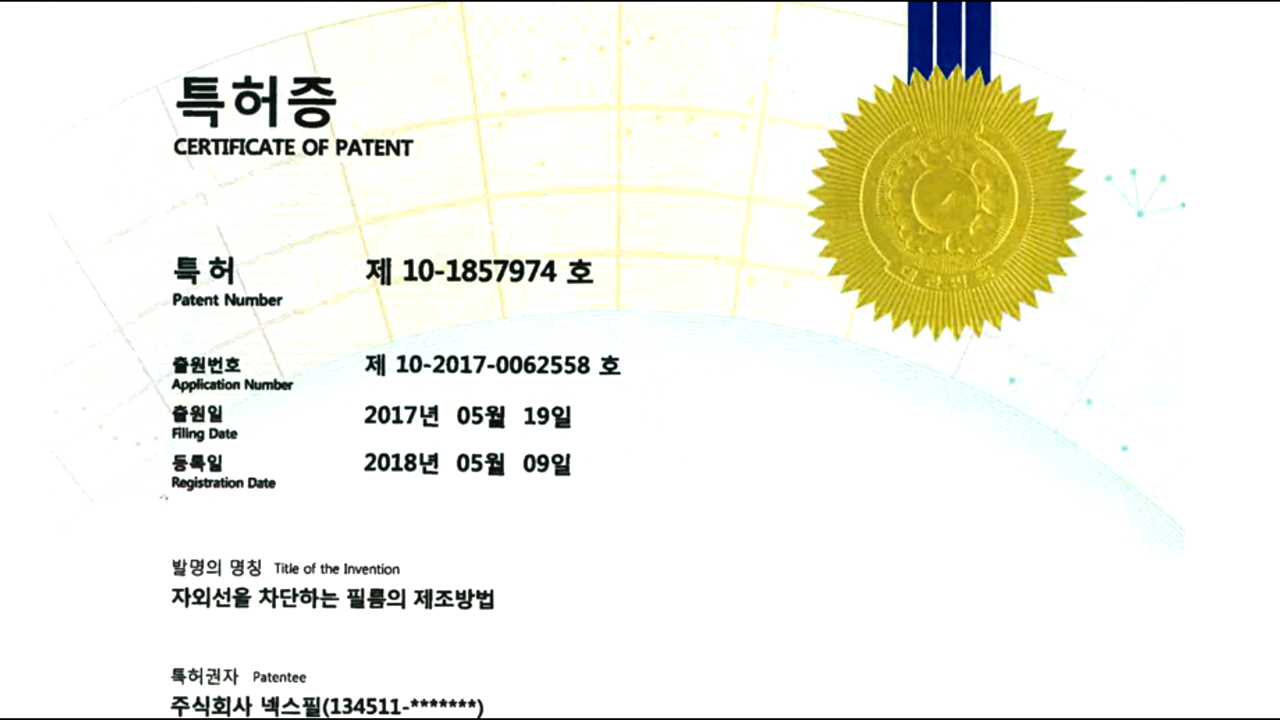 특허증
CERTIFICATE OF PATENT
특 허 제 10-1857974 호
Patent Number
출원번호 제 10-2017-0062558 호
Application Number
출원일 2017년 05월 19일
Filing Date
등록일 2018년 05월 09일
Registration Date
발명의 명칭 Title of the Invention
자외선을 차단하는 필름의 제조방법
특허권자 Patentee
주식회사 넥스필(134511-*******)